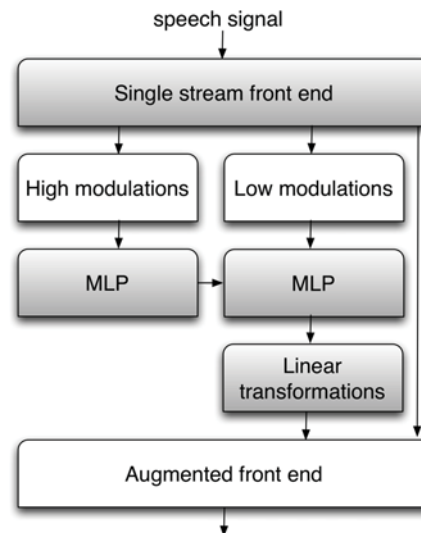 speech signal
Single stream front end
High modulations
Low modulations
MLP
MLP
Linear
transformations
Augmented front end